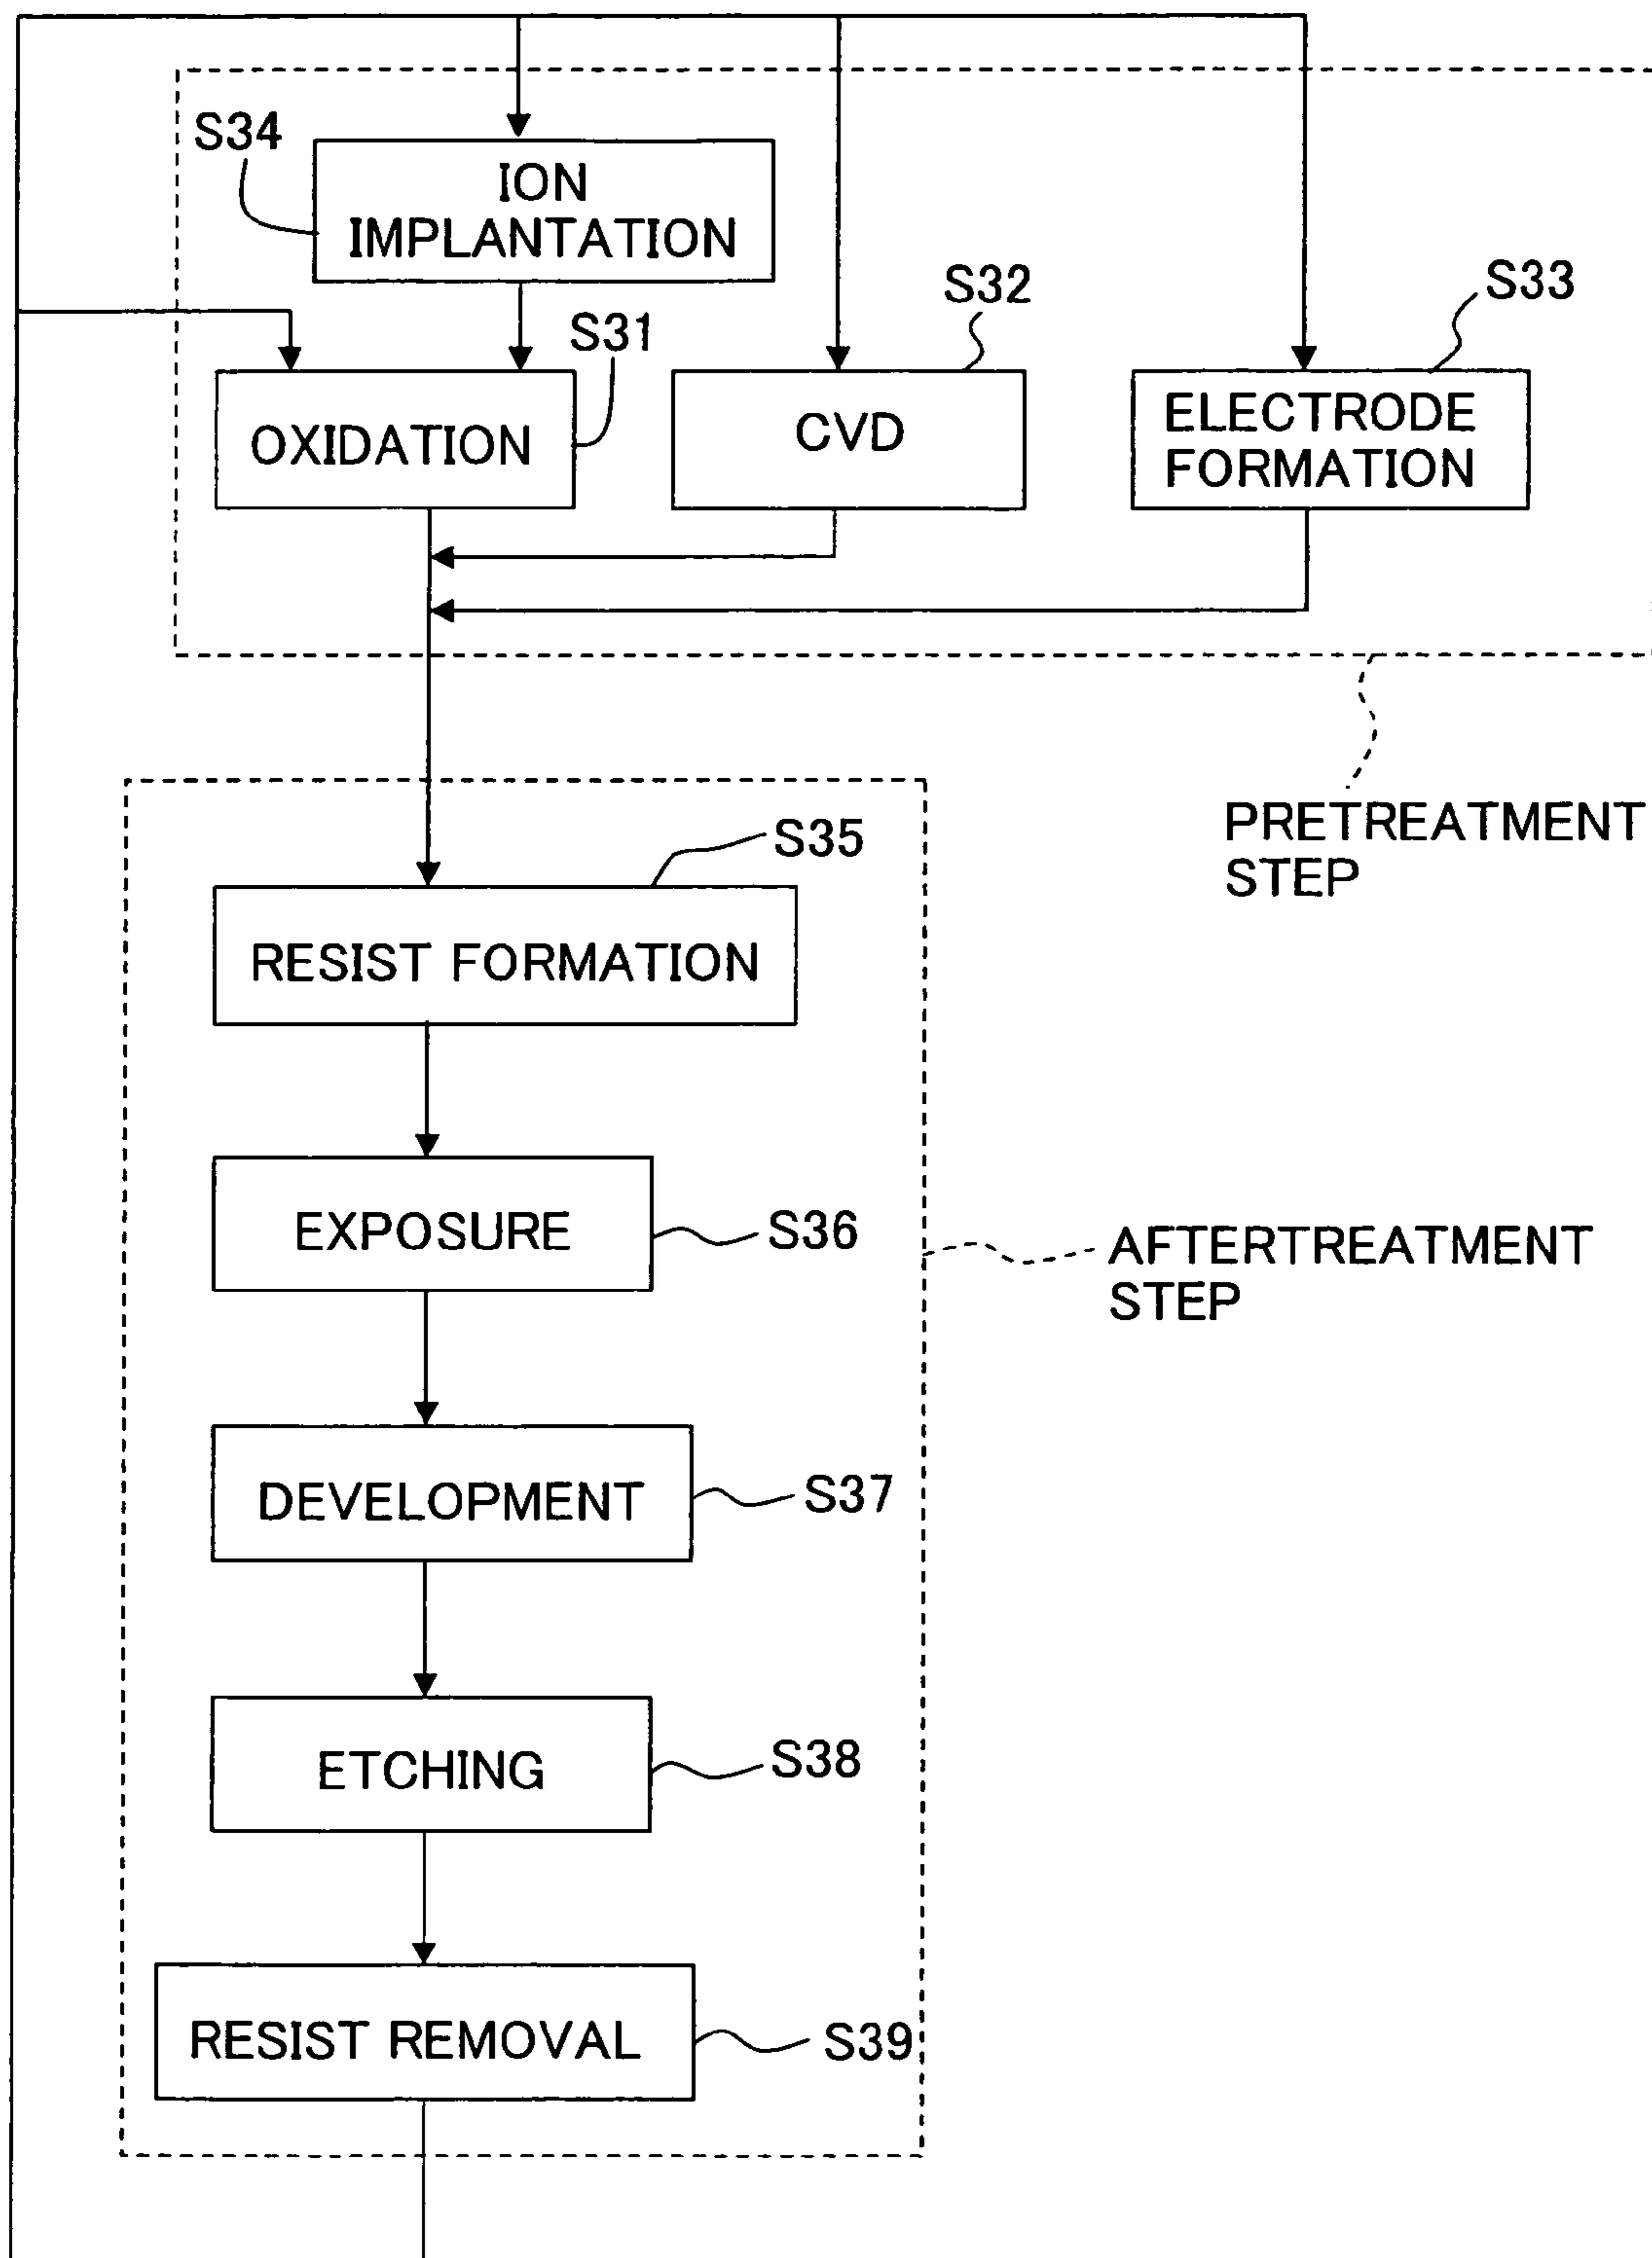 S34
ION
IMPLANTATION
S31
OXIDATION
S32
CVD
S33
ELECTRODE
FORMATION
PRETREATMENT
STEP
S35
RESIST FORMATION
EXPOSURE
S36
AFTERTREATMENT
STEP
DEVELOPMENT
S37
ETCHING
S38
RESIST REMOVAL
S39